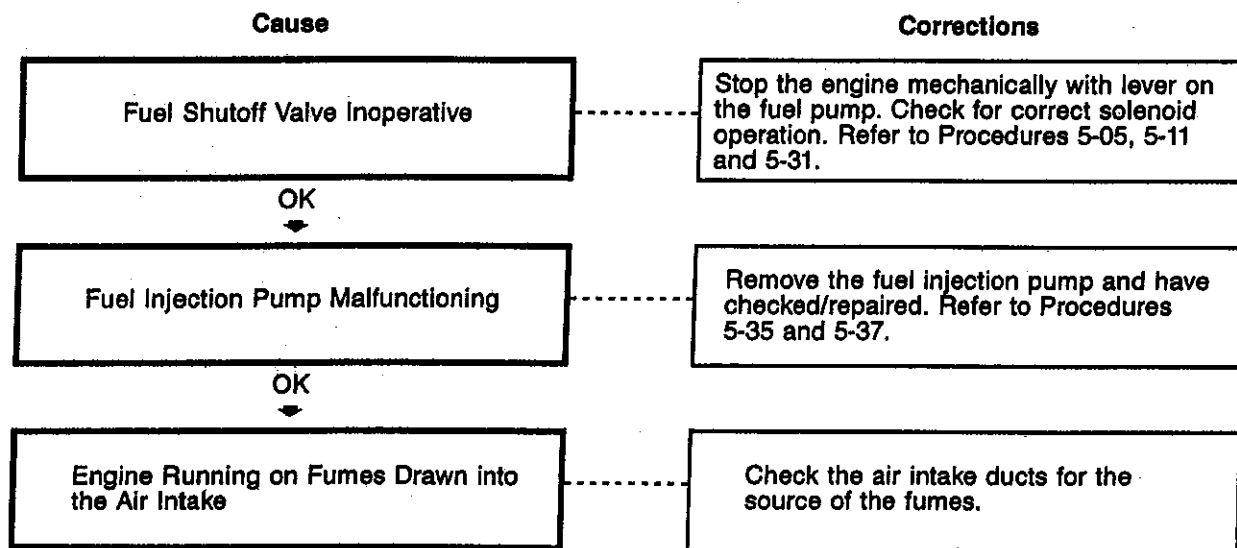 Cause
Corrections
Fuel Shutoff Valve Inoperative
Stop the engine mechanically with lever on
the fuel pump. Check for correct solenoid
operation. Refer to Procedures 5-05, 5-11
and 5-31.
OK
Fuel Injection Pump Malfunctioning
Remove the fuel injection pump and have
checked/repaired. Refer to Procedures
5-35 and 5-37.
OK
Engine Running on Fumes Drawn into
the Air Intake
Check the air intake ducts for the
source of the fumes.